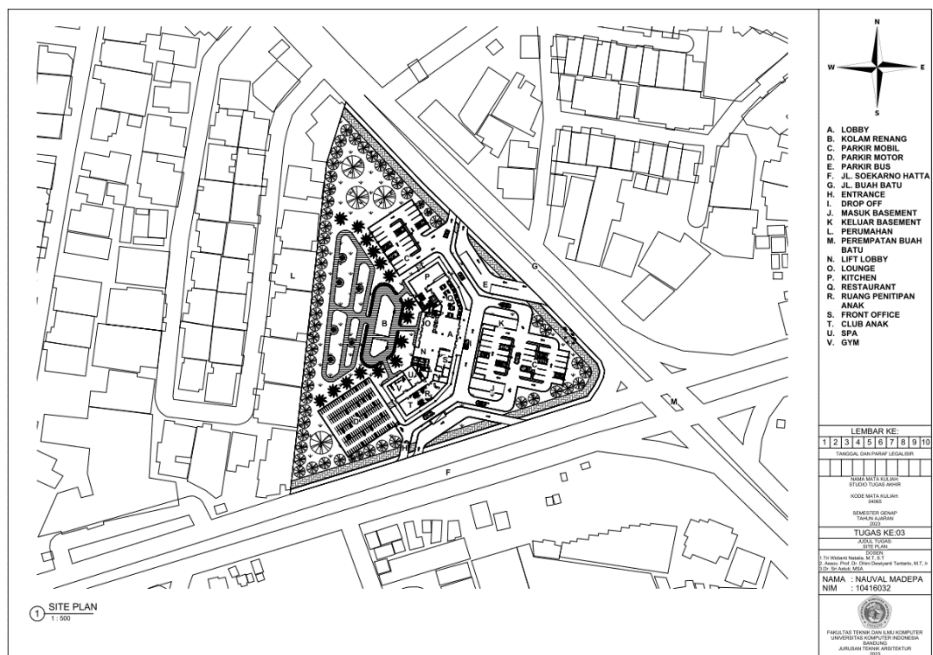 N
W
E
S
A. LOBBY
B. KOLAM RENANG
C. PARKIR MOBIL
D. PARKIR MOTOR
E. PARKIR BUS
F. JL. SOEKARNO HATTA
G. JL. BUAH BATU
H. ENTRANCE
I. DROP OFF
J. MASUK BASEMENT
K KELUAR BASEMENT
L. PERUMAHAN
M. PEREMPATAN BUAH
BATU
N. LIFT LOBBY
O. LOUNGE
P. KITCHEN
Q. RESTAURANT
R. RUANG PENITIPAN
ANAK
S. FRONT OFFICE
T. CLUB ANAK
U. SPA
V. GYM
L
C
G
P
E
B
O
A
K
N
S
U
V
R
J
T
M
F
LEMBAR KE:
1 2 3 4 5 6 7 8 9 10
TANGGAL DAN PARAF LEGALISIR
NAMA MATA KULIAH:
STUDIO TUGAS AKHIR
KODE MATA KULIAH:
SEMESTER GENAP
TAHUN AJARAN
2023
TUGAS KE:03
JUDUL TUGAS:
SITE PLAN
DOSEN
NAMA : NAUVAL MADEPA
NIM : 10416032
FAKULTAS TEKNIK DAN ILMU KOMPUTER
UNIVERSITAS KOMPUTER INDONESIA
BANDUNG
JURUSAN TEKNIK ARSITEKTUR
2023
1 SITE PLAN
1 : 500